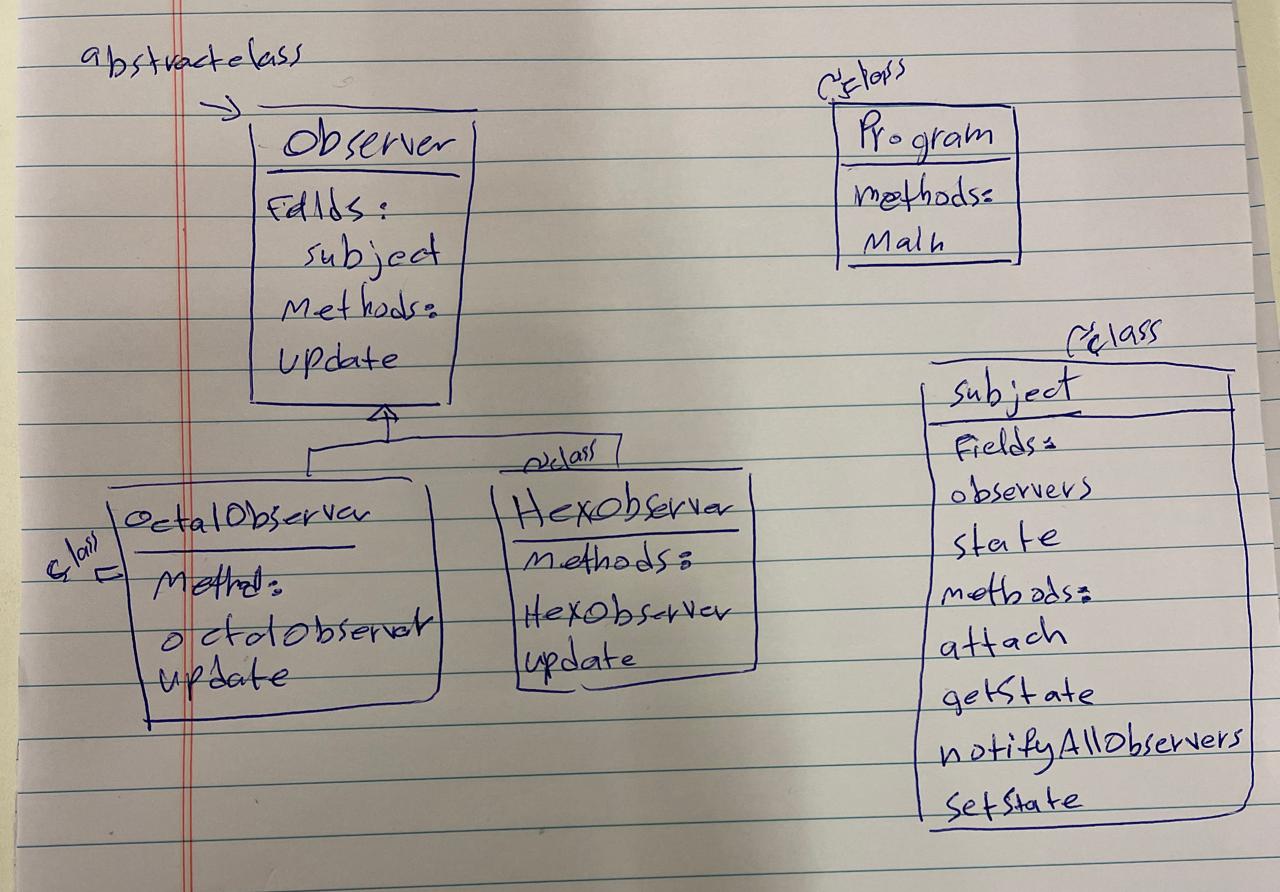 abstractclass
Observer
Fields:
subject
Methods:
update
class
OctalObserver
Method:
octalObserver
update
class
HexObserver
Methods:
HexObserver
update
class
Program
methods:
Main
class
subject
Fields:
observers
state
methods:
attach
getState
notifyAllObservers
setState